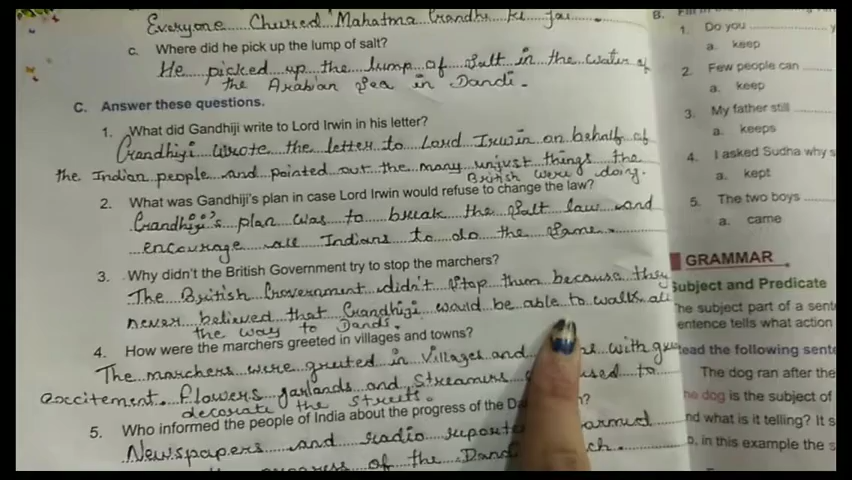 Everyone Chured "Mahatma Gandhi ki Jai".
c. Where did he pick up the lump of salt?
He picked up the lump of Salt in the water of
the Arabian Sea in Dandi.
C. Answer these questions.
1. What did Gandhiji write to Lord Irwin in his letter?
Gandhiji wrote the letter to Lord Irwin on behalf of
the Indian people and pointed out the many unjust things the
British were doing.
2. What was Gandhiji's plan in case Lord Irwin would refuse to change the law?
Gandhiji's plan was to break the Salt law and
encourage all Indians to do the Same.
3. Why didn't the British Government try to stop the marchers?
The British Government didn't Stop them because they
never believed that Gandhiji would be able to walk all
the way to Dandi.
4. How were the marchers greeted in villages and towns?
The marchers were greeted in Villages and with
excitement. Flowers garlands and Streamers used to
decorate the streets.
5. Who informed the people of India about the progress of the
Newspapers and radio
of the
B.
1. Do you
a. keep
2. Few people can
a. keep
3. My father still
a. keeps
4. I asked Sudha why s
a. kept
5. The two boys
a. came
GRAMMAR
Subject and Predicate
The subject part of a sent
entence tells what action
ead the following sente
The dog ran after the
he dog is the subject of
nd what is it telling? It s
o, in this example the s